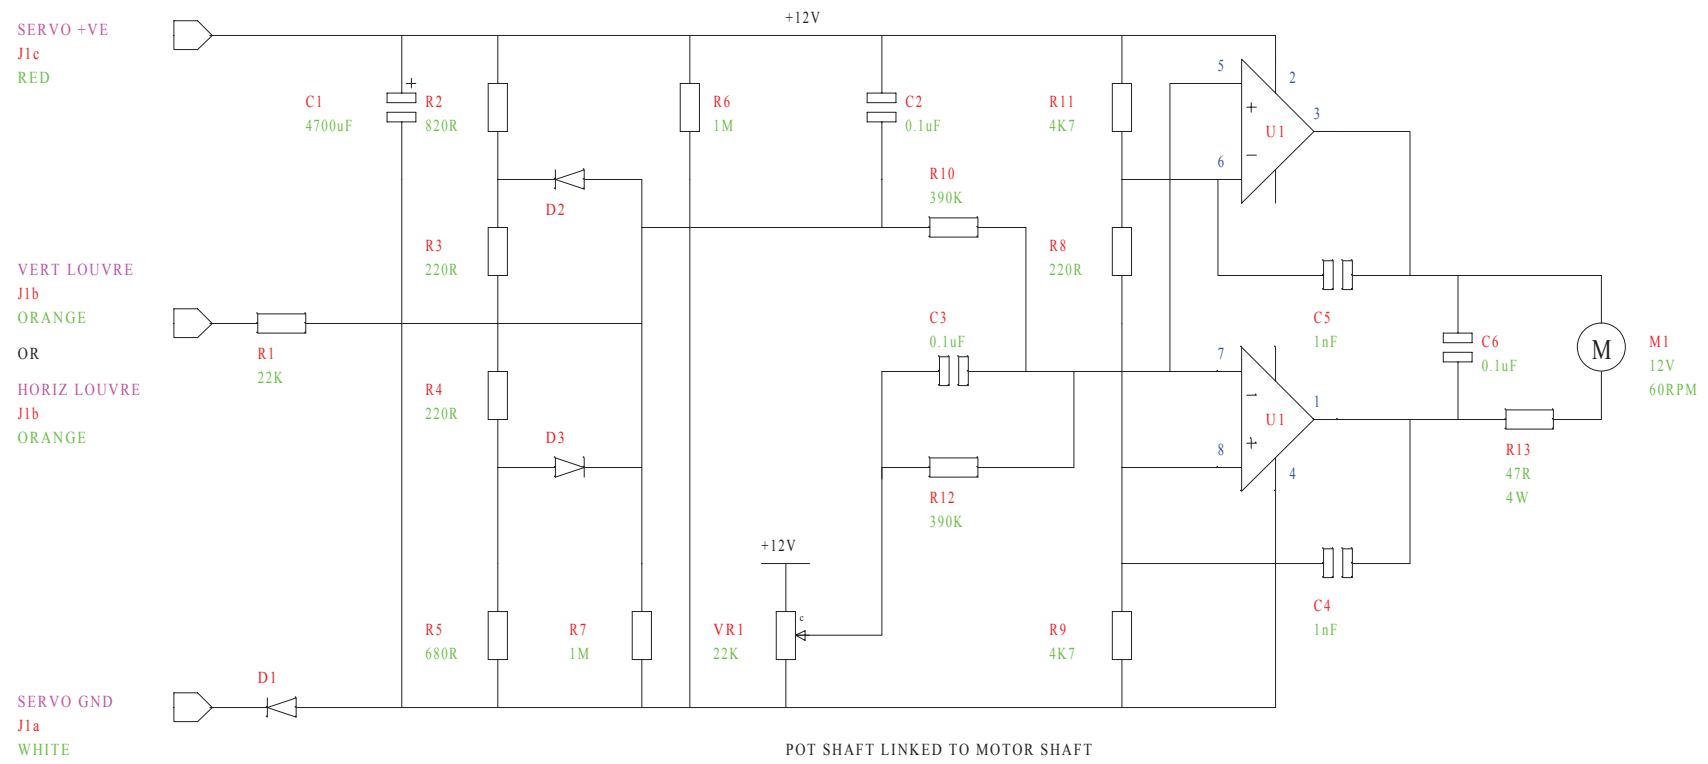 +12V
SERVO +VE
J1c
RED
C1
4700uF
+
R2
820R
R6
1M
C2
0.1uF
R11
4K7
5
2
+
U1
3
−
6
D2
R10
390K
R3
220R
R8
220R
VERT LOUVRE
J1b
ORANGE
OR
HORIZ LOUVRE
J1b
ORANGE
R1
22K
R4
220R
D3
C3
0.1uF
R12
390K
7
−
U1
+
8
1
4
C5
1nF
C6
0.1uF
M
M1
12V
60RPM
R13
47R
4W
+12V
C4
1nF
R5
680R
R7
1M
VR1
22K
c
R9
4K7
D1
SERVO GND
J1a
WHITE
POT SHAFT LINKED TO MOTOR SHAFT